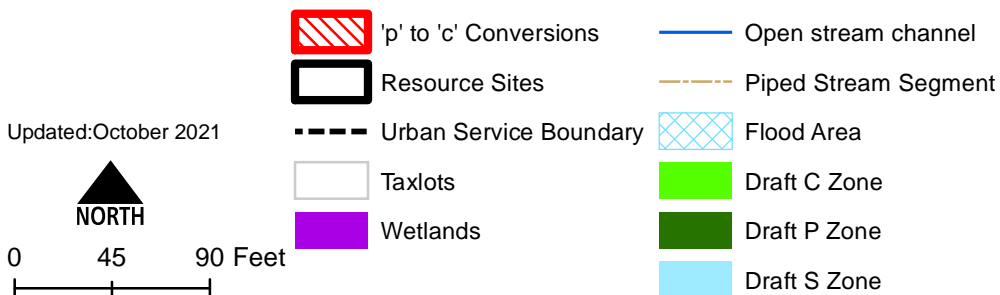 'p' to 'c' Conversions
Resource Sites
Urban Service Boundary
Taxlots
Wetlands
Open stream channel
Piped Stream Segment
Flood Area
Draft C Zone
Draft P Zone
Draft S Zone
Updated:October 2021
NORTH
0 45 90 Feet